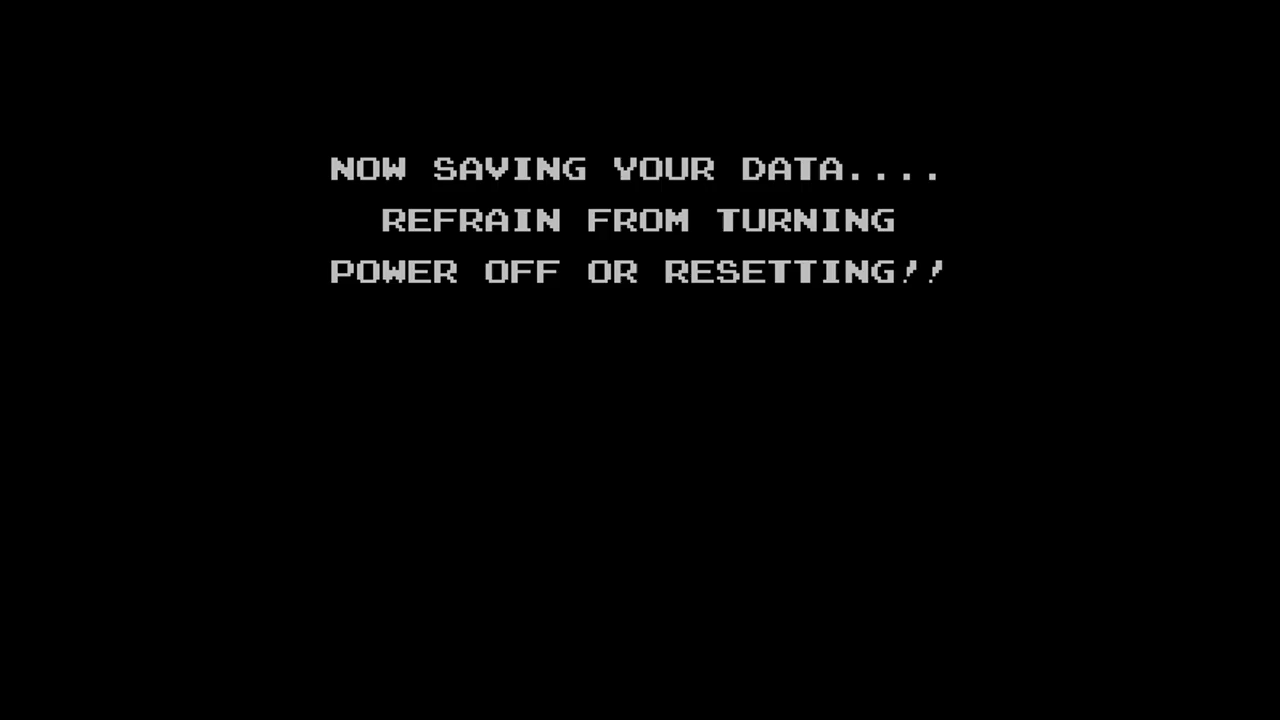 NOW SAVING YOUR DATA....
REFRAIN FROM TURNING
POWER OFF OR RESETTING!!